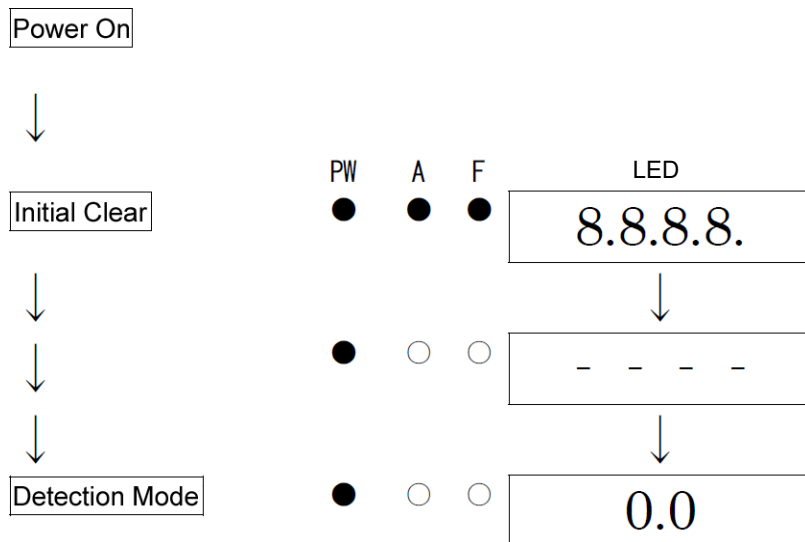 Power On
PW A F LED
Initial Clear 8.8.8.8.
- - - -
Detection Mode 0.0